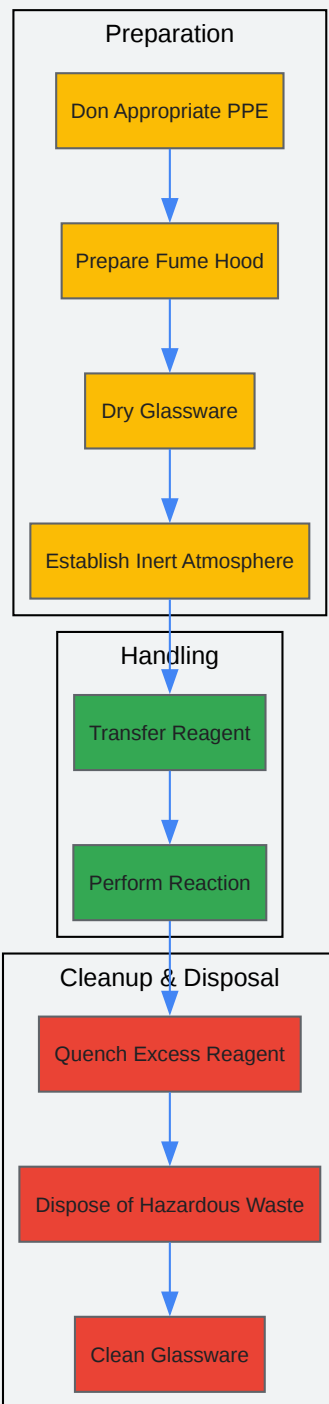 Preparation
Don Appropriate PPE
Prepare Fume Hood
Dry Glassware
Establish Inert Atmosphere
Handling
Transfer Reagent
Perform Reaction
Cleanup & Disposal
Quench Excess Reagent
Dispose of Hazardous Waste
Clean Glassware